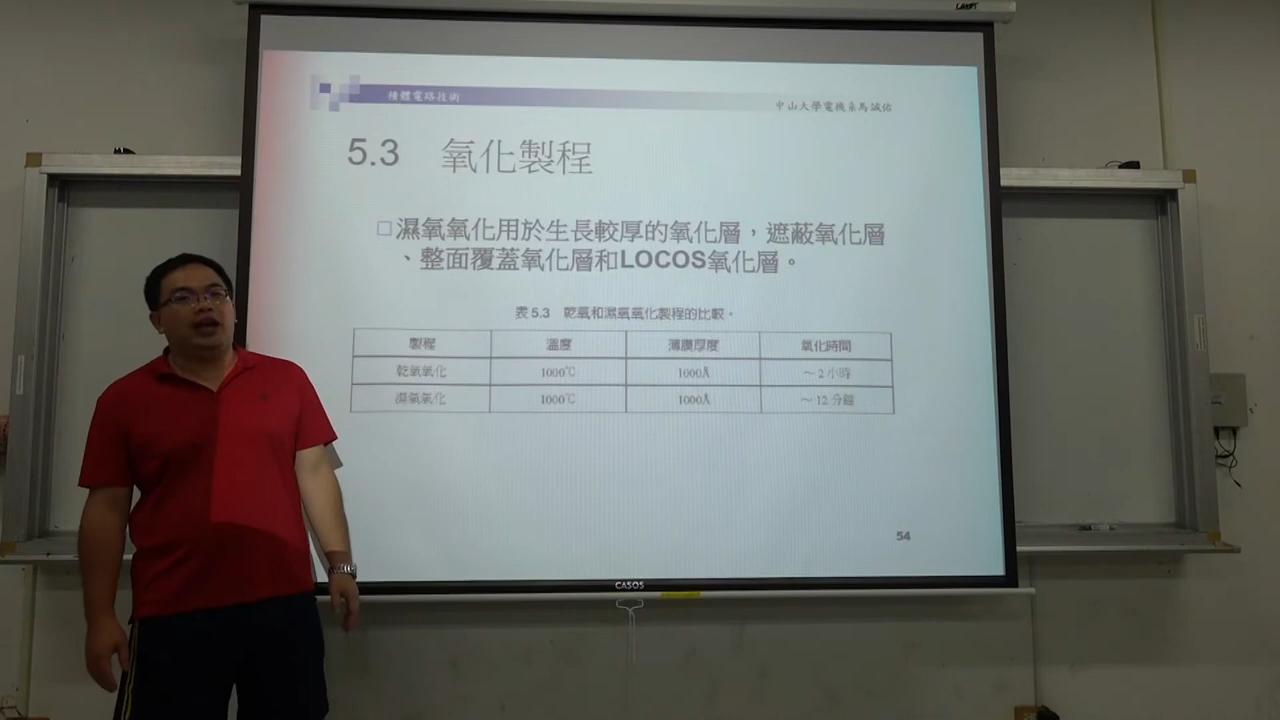 積體電路技術
中山大學電機系馬誠佑
5.3 氧化製程
濕氧氧化用於生長較厚的氧化層，遮蔽氧化層
、整面覆蓋氧化層和LOCOS氧化層。
表 5.3 乾氧和濕氧氧化製程的比較。
製程 溫度 薄膜厚度 氧化時間
乾氧氧化 1000℃ 1000Å ～2 小時
濕氧氧化 1000℃ 1000Å ～12 分鐘
54
CASOS